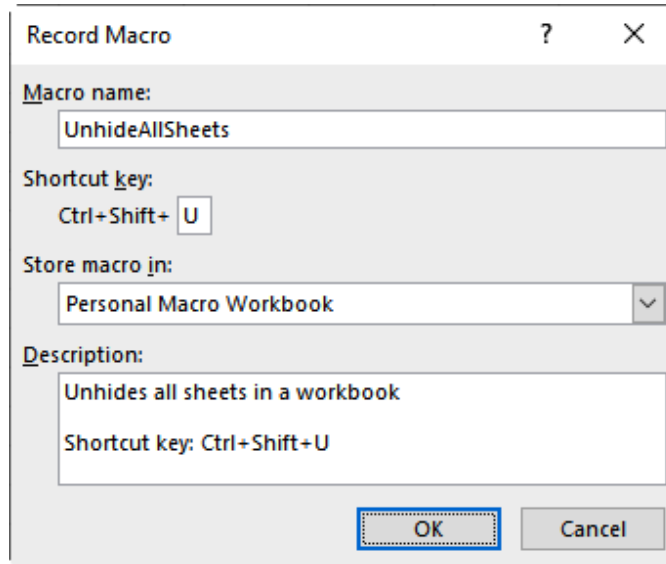 Record Macro
Macro name:
UnhideAllSheets
Shortcut key:
Ctrl+Shift+ U
Store macro in:
Personal Macro Workbook
Description:
Unhides all sheets in a workbook
Shortcut key: Ctrl+Shift+U
OK Cancel